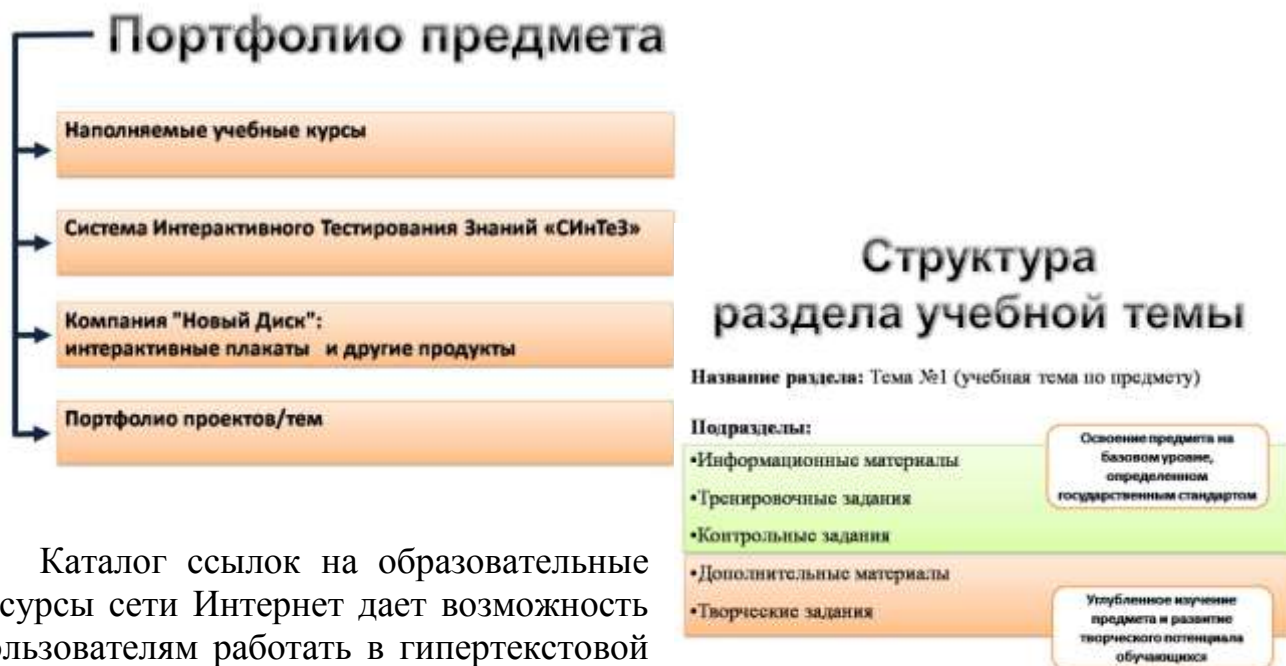 Портфолио предмета
Наполняемые учебные курсы
Система Интерактивного Тестирования Знаний «СИнТеЗ»
Компания "Новый Диск":
интерактивные плакаты и другие продукты
Портфолио проектов/тем
Каталог ссылок на образовательные
сурсы сети Интернет дает возможность
ользователям работать в гипертекстовой
Структура
раздела учебной темы
Название раздела: Тема №1 (учебная тема по предмету)
Подразделы:
•Информационные материалы
•Тренировочные задания
•Контрольные задания
Освоение предмета на
базовом уровне,
определенном
государственным стандартом
•Дополнительные материалы
•Творческие задания
Углубленное изучение
предмета и развитие
творческого потенциала
обучающихся